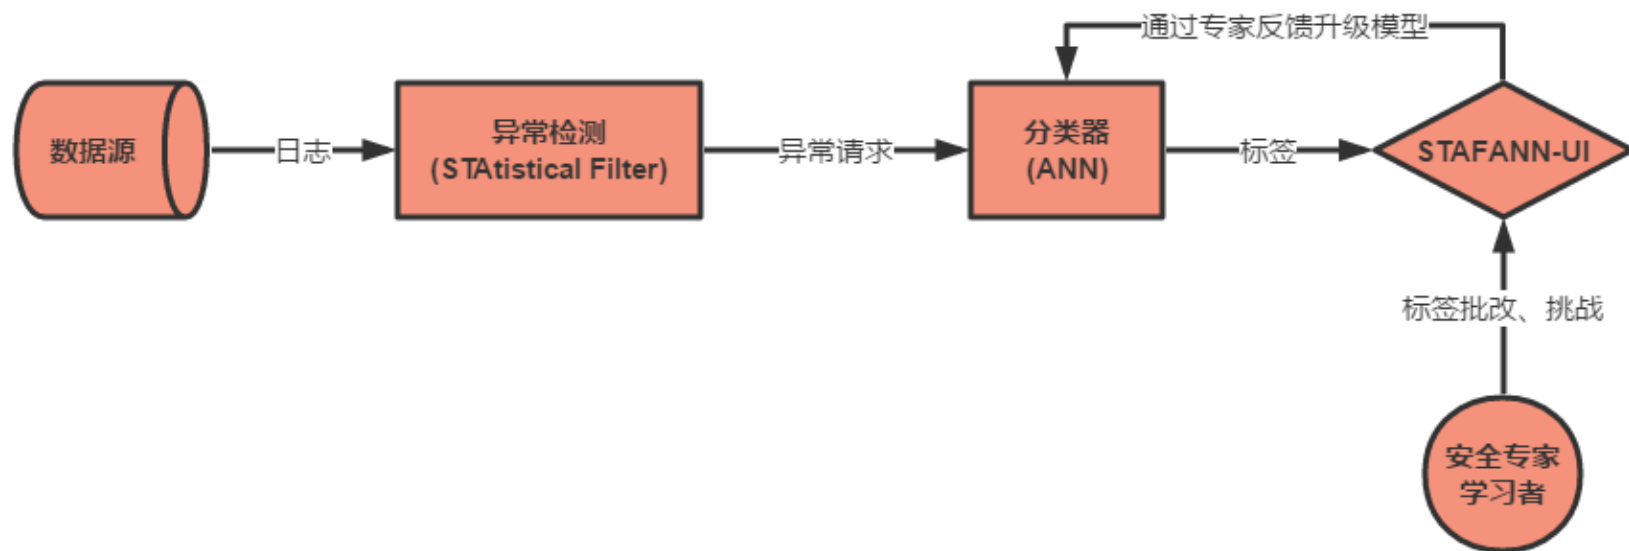 通过专家反馈升级模型
数据源
日志
异常检测
(STAtistical Filter)
异常请求
分类器
(ANN)
标签
STAFANN-UI
标签批改、挑战
安全专家
学习者